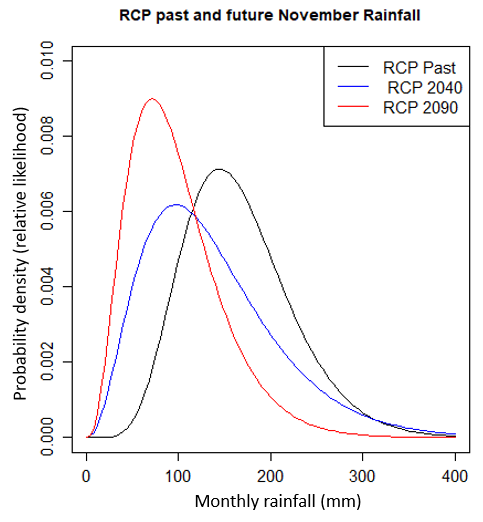 RCP past and future November Rainfall
RCP Past
RCP 2040
RCP 2090
Probability density (relative likelihood)
0.010
0.008
0.006
0.004
0.002
0.000
0 100 200 300 400
Monthly rainfall (mm)